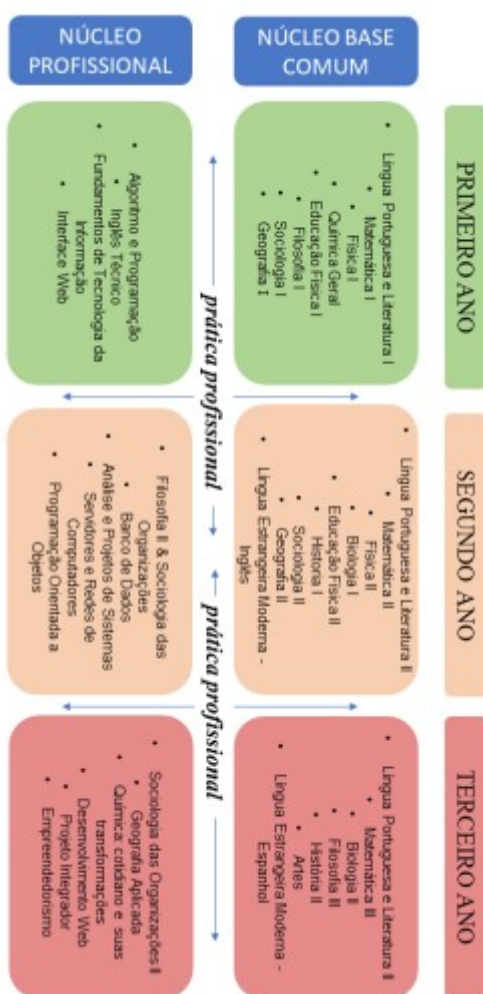 PRIMEIRO ANO
SEGUNDO ANO
TERCEIRO ANO
NÚCLEO BASE
COMUM
• Língua Portuguesa e Literatura I
• Matemática I
• Física I
• Química Geral
• Educação Física I
• Filosofia I
• Sociologia I
• Geografia I
• Língua Portuguesa e Literatura II
• Matemática II
• Física II
• Biologia I
• Educação Física II
• Historia I
• Sociologia II
• Geografia II
• Língua Estrangeira Moderna -
Inglês
• Língua Portuguesa e Literatura II
• Matemática III
• Biologia II
• Filosofia III
• História II
• Artes
• Língua Estrangeira Moderna -
Espanhol
prática profissional
prática profissional
NÚCLEO
PROFISSIONAL
• Algoritmo e Programação
• Inglês Técnico
• Fundamentos de Tecnologia da
Informação
• Interface Web
• Filosofia II & Sociologia das
Organizações
• Banco de Dados
• Análise e Projetos de Sistemas
• Servidores e Redes de
Computadores
• Programação Orientada a
Objetos
• Sociologia das Organizações II
• Geografia Aplicada
• Química cotidiano e suas
transformações
• Desenvolvimento Web
• Projeto Integrador
• Empreendedorismo